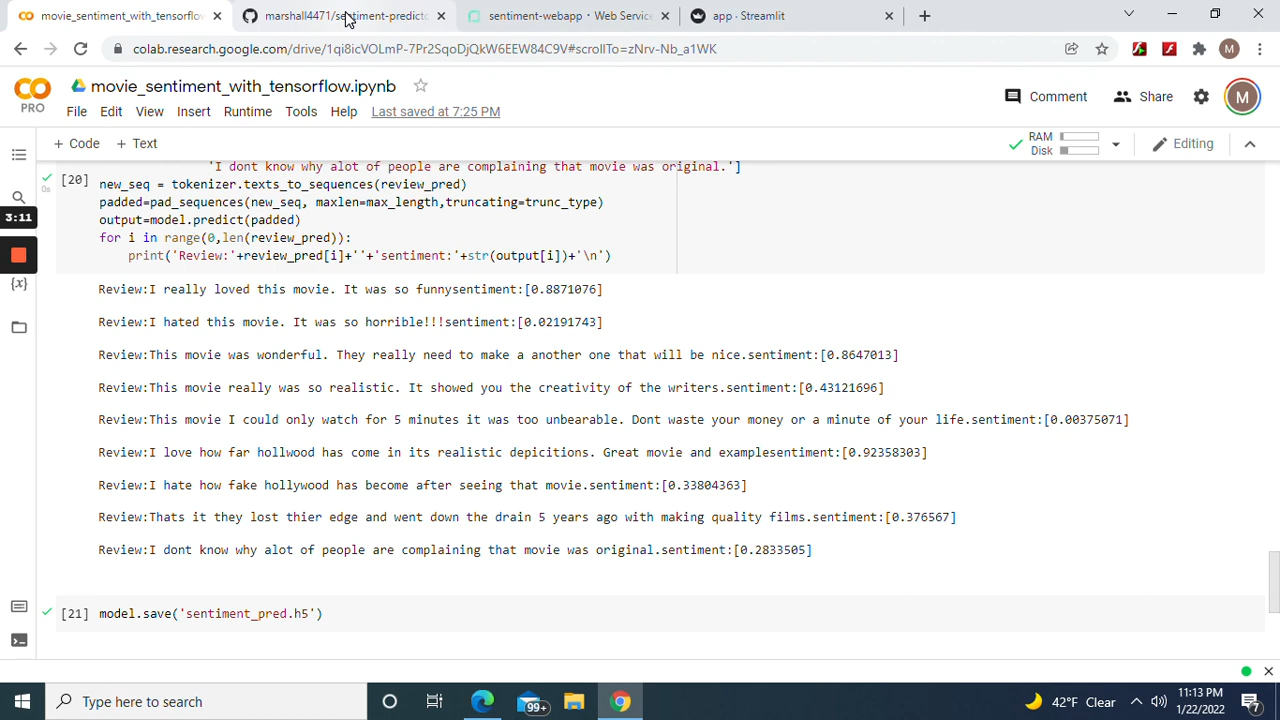 movie_sentiment_with_tensorflow
marshall4471/sentiment-predicto
sentiment-webapp · Web Service
app · Streamlit
colab.research.google.com/drive/1qi8icVOLmP-7Pr2SqoDjQkW6EEW84C9V#scrollTo=zNrv-Nb_a1WK
M
PRO
movie_sentiment_with_tensorflow.ipynb
File Edit View Insert Runtime Tools Help Last saved at 7:25 PM
Comment Share M
+ Code + Text
RAM
Disk
Editing
'I dont know why alot of people are complaining that movie was original.']
[20] new_seq = tokenizer.texts_to_sequences(review_pred)
0s
padded=pad_sequences(new_seq, maxlen=max_length,truncating=trunc_type)
3:11
output=model.predict(padded)
for i in range(0,len(review_pred)):
print('Review:'+review_pred[i]+''+'sentiment:'+str(output[i])+'\n')
{x}
Review:I really loved this movie. It was so funnysentiment:[0.8871076]
Review:I hated this movie. It was so horrible!!!sentiment:[0.02191743]
Review:This movie was wonderful. They really need to make a another one that will be nice.sentiment:[0.8647013]
Review:This movie really was so realistic. It showed you the creativity of the writers.sentiment:[0.43121696]
Review:This movie I could only watch for 5 minutes it was too unbearable. Dont waste your money or a minute of your life.sentiment:[0.00375071]
Review:I love how far hollwood has come in its realistic depicitions. Great movie and examplesentiment:[0.92358303]
Review:I hate how fake hollywood has become after seeing that movie.sentiment:[0.33804363]
Review:Thats it they lost thier edge and went down the drain 5 years ago with making quality films.sentiment:[0.376567]
Review:I dont know why alot of people are complaining that movie was original.sentiment:[0.2833505]
[21] model.save('sentiment_pred.h5')
Type here to search
99+
42°F Clear
11:13 PM
1/22/2022
7